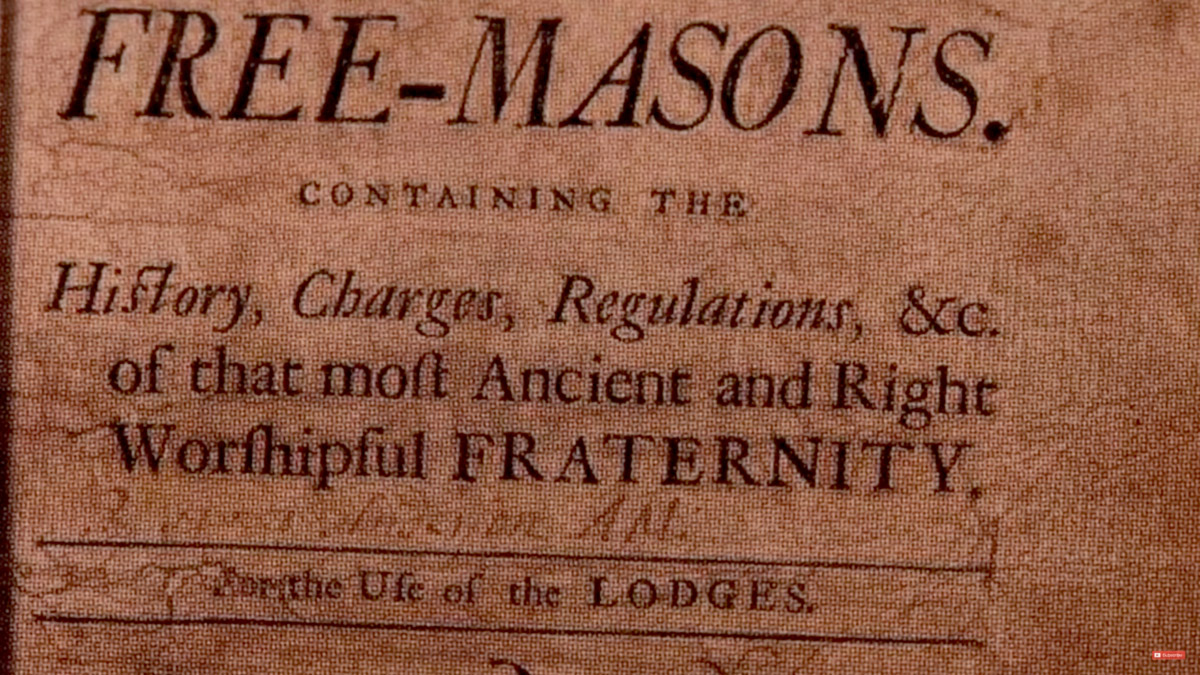 FREE-MASONS.
CONTAINING THE
Hiſtory, Charges, Regulations, &c.
of that moſt Ancient and Right
Worſhipful FRATERNITY.
AM.
For the Uſe of the LODGES.